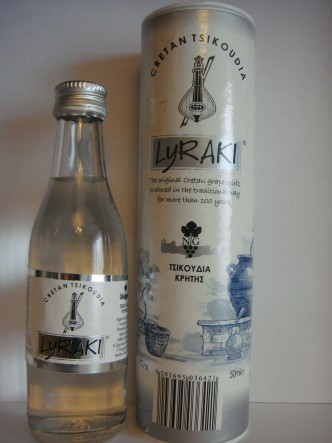 CRETAN TSIKOUDIA
LyRAKI
The original Cretan grape spirit,
produced in the traditional way
for more than 200 years
NG
ΤΣΙΚΟΥΔΙΑ
ΚΡΗΤΗΣ
50ml
CRETAN TSIKOUDIA
LyRAKI